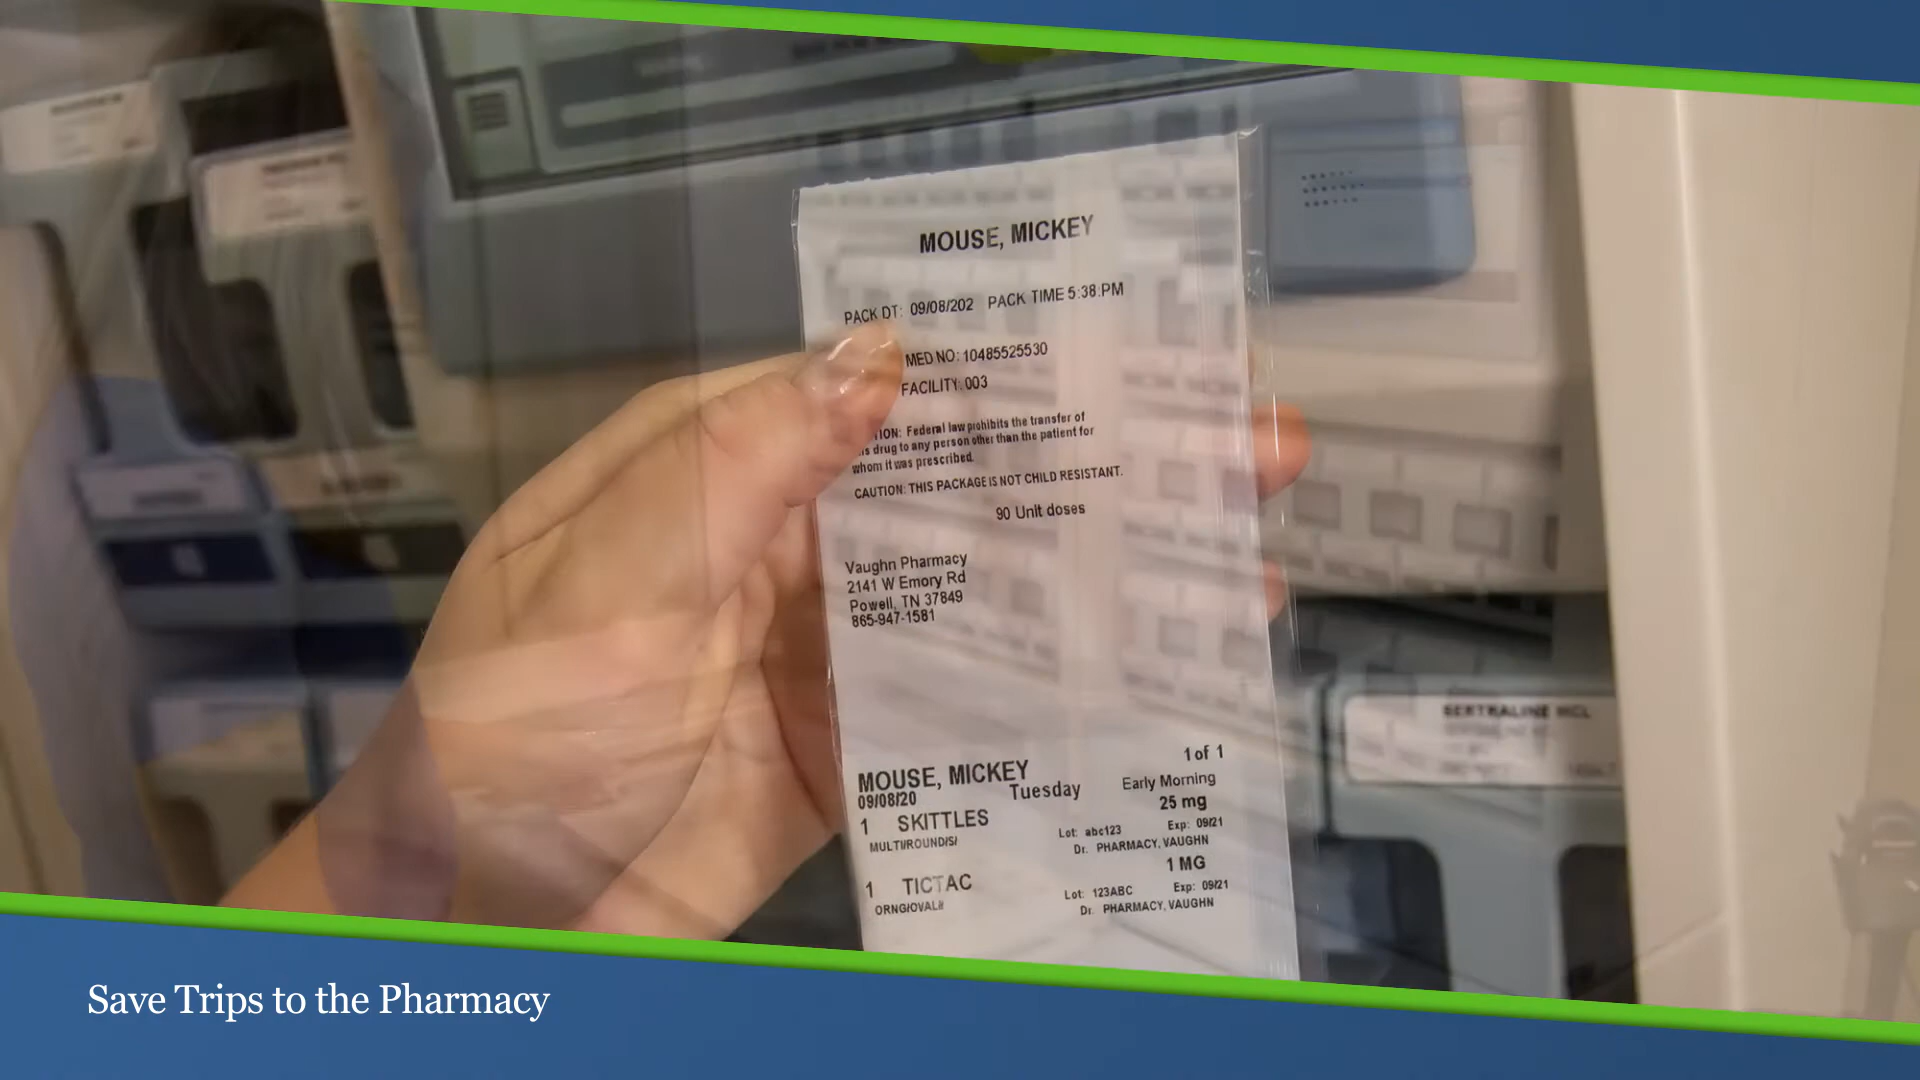 MOUSE, MICKEY
PACK DT: 09/08/202 PACK TIME 5:38:PM
MED NO: 10485525530
FACILITY: 003
TION: Federal law prohibits the transfer of
is drug to any person other than the patient for
whom it was prescribed.
CAUTION: THIS PACKAGE IS NOT CHILD RESISTANT.
90 Unit doses
Vaughn Pharmacy
2141 W Emory Rd
Powell, TN 37849
865-947-1581
1 of 1
MOUSE, MICKEY
09/08/20 Tuesday Early Morning
1 SKITTLES 25 mg
MULTI/ROUND/S/ Lot: abc123 Exp: 09/21
Dr. PHARMACY, VAUGHN
1 TICTAC 1 MG
ORNG/OVAL# Lot: 123ABC Exp: 09/21
Dr. PHARMACY, VAUGHN
SERTRALINE HCL
Save Trips to the Pharmacy